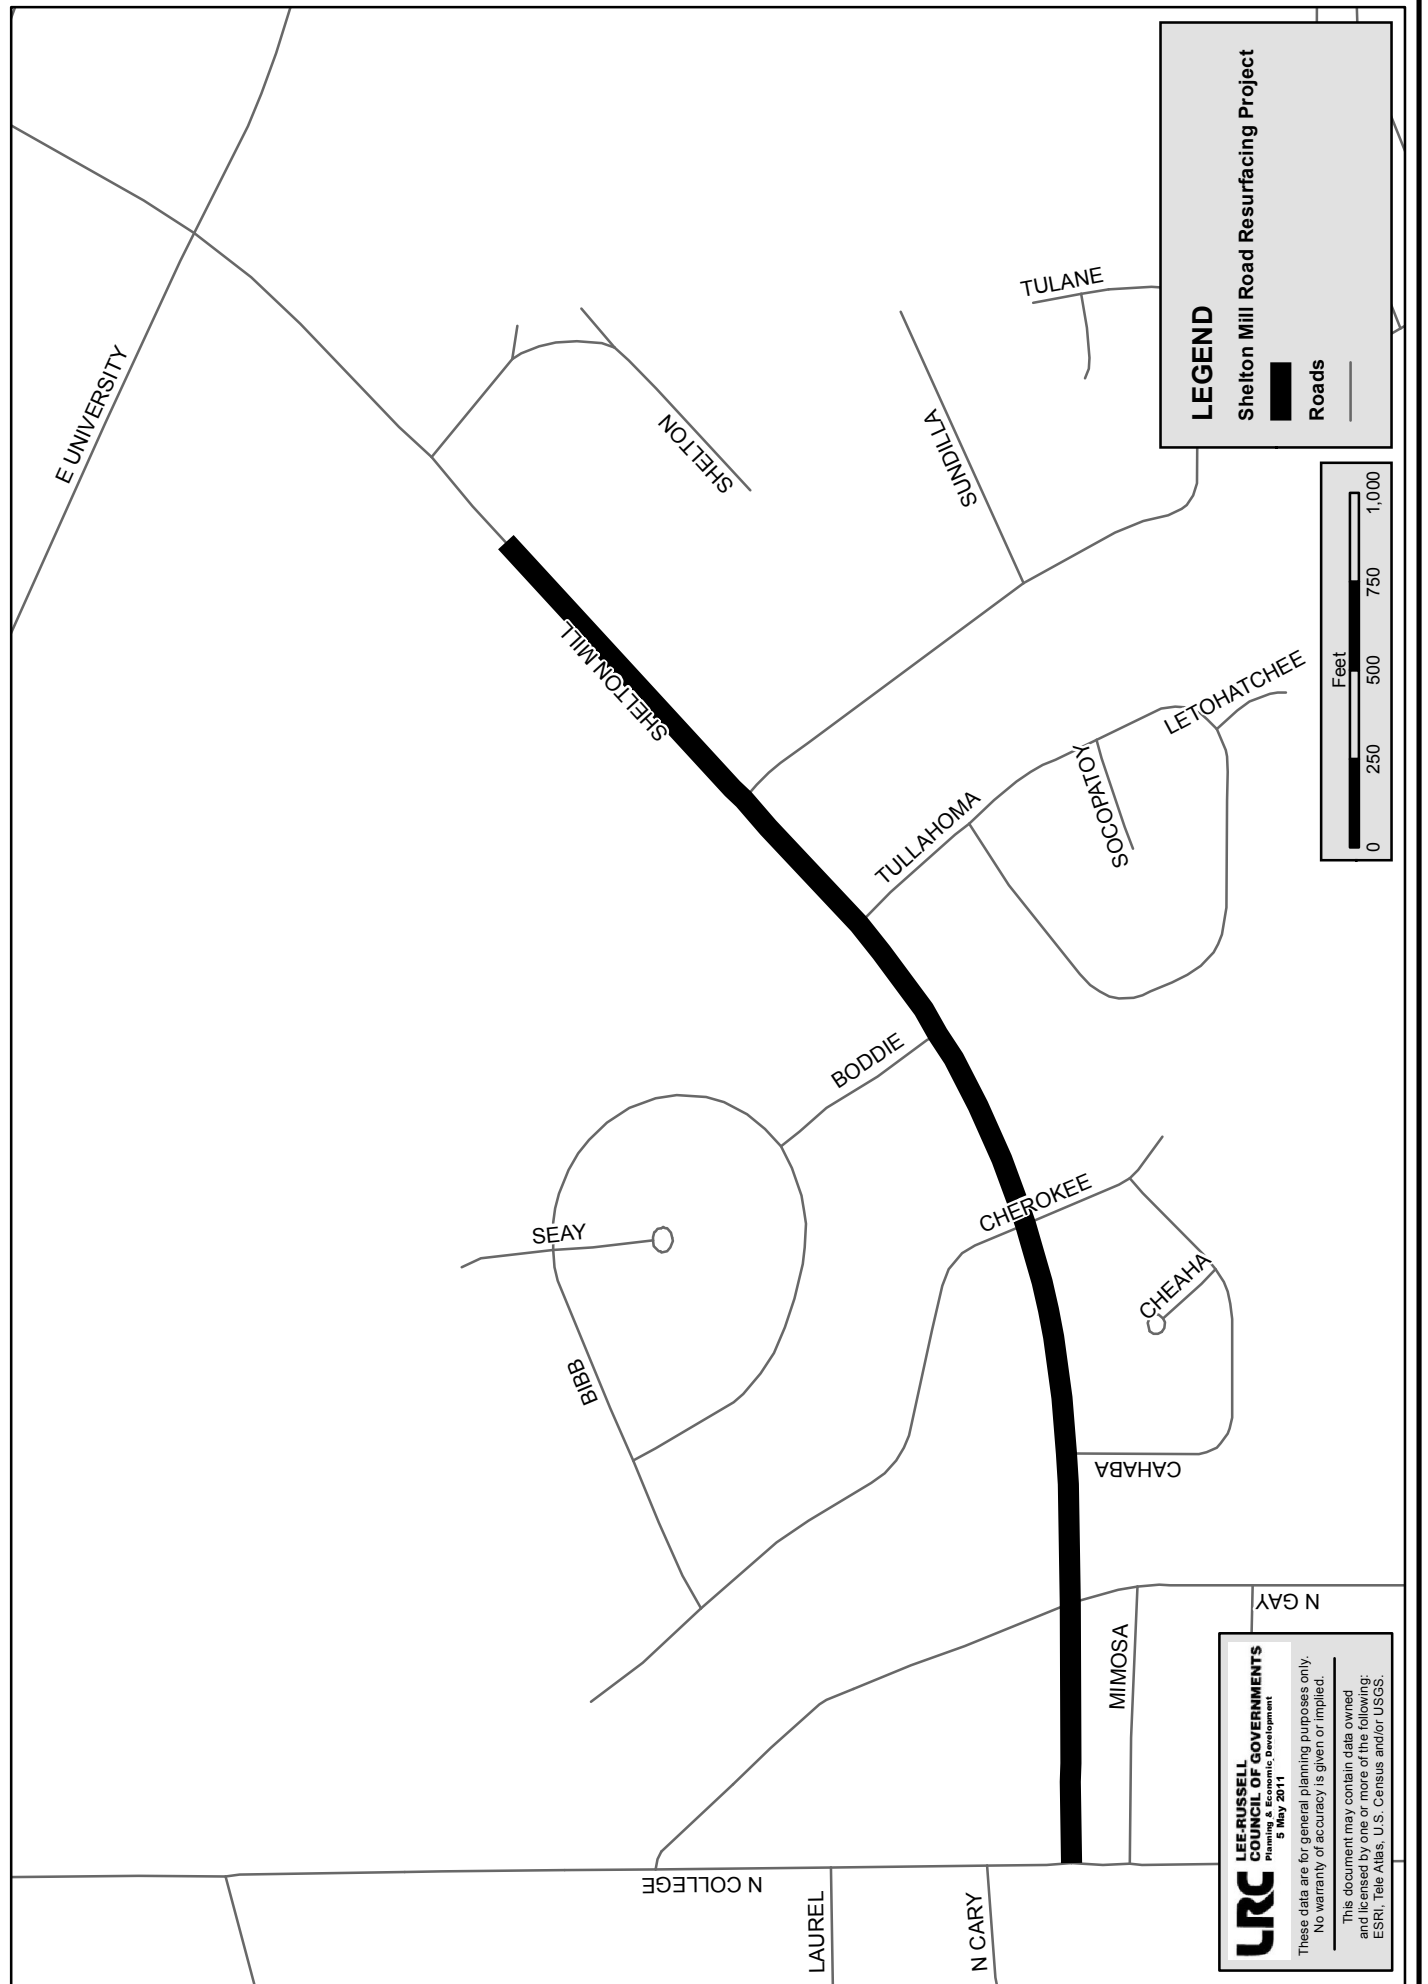 E UNIVERSITY
SHELTON
SHELTON MILL
SUNDILLA
TULANE
TULLAHOMA
SOCOPATOY
LETOHATCHEE
BODDIE
SEAY
BIBB
CHEROKEE
CHEAHA
CAHABA
MIMOSA
N GAY
N COLLEGE
LAUREL
N CARY
LEGEND
Shelton Mill Road Resurfacing Project
Roads
Feet
0 250 500 750 1,000
LRC LEE-RUSSELL
COUNCIL OF GOVERNMENTS
Planning & Economic Development
5 May 2011
These data are for general planning purposes only.
No warranty of accuracy is given or implied.
This document may contain data owned
and licensed by one or more of the following:
ESRI, Tele Atlas, U.S. Census and/or USGS.